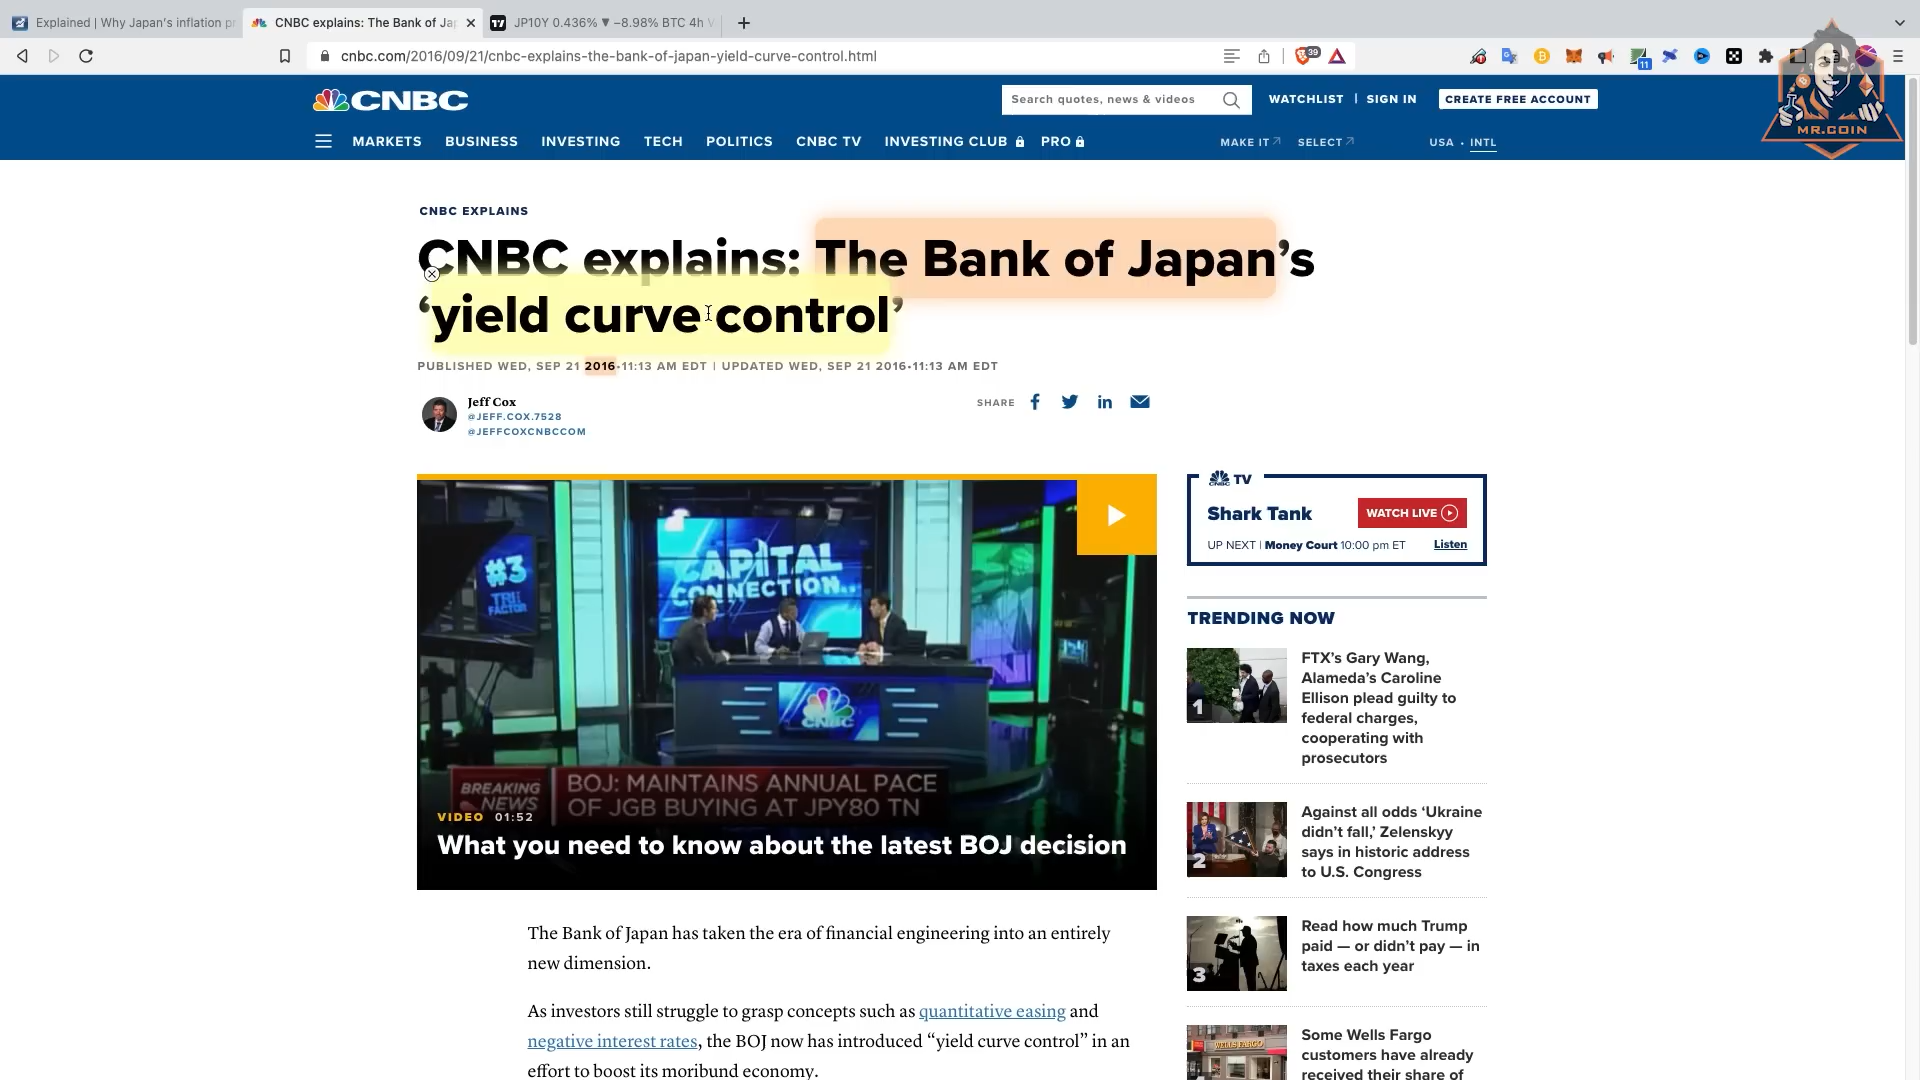 Explained | Why Japan's inflation pr
CNBC explains: The Bank of Jap
JP10Y 0.436% ▼ −8.98% BTC 4h V
cnbc.com/2016/09/21/cnbc-explains-the-bank-of-japan-yield-curve-control.html
39
11
MR.COIN
CNBC
Search quotes, news & videos
WATCHLIST | SIGN IN
CREATE FREE ACCOUNT
MARKETS BUSINESS INVESTING TECH POLITICS CNBC TV INVESTING CLUB PRO
MAKE IT SELECT
USA • INTL
CNBC EXPLAINS
CNBC explains: The Bank of Japan’s
‘yield curve control’
PUBLISHED WED, SEP 21 2016•11:13 AM EDT | UPDATED WED, SEP 21 2016•11:13 AM EDT
Jeff Cox
@JEFF.COX.7528
@JEFFCOXCNBCCOM
SHARE
#3
CAPITAL
CONNECTION
CNBC
BREAKING
NEWS
BOJ: MAINTAINS ANNUAL PACE
OF JGB BUYING AT JPY80 TN
VIDEO 01:52
What you need to know about the latest BOJ decision
The Bank of Japan has taken the era of financial engineering into an entirely
new dimension.
As investors still struggle to grasp concepts such as quantitative easing and
negative interest rates, the BOJ now has introduced “yield curve control” in an
effort to boost its moribund economy.
CNBC TV
Shark Tank
WATCH LIVE
UP NEXT | Money Court 10:00 pm ET
Listen
TRENDING NOW
1
FTX’s Gary Wang,
Alameda’s Caroline
Ellison plead guilty to
federal charges,
cooperating with
prosecutors
2
Against all odds ‘Ukraine
didn’t fall,’ Zelenskyy
says in historic address
to U.S. Congress
3
Read how much Trump
paid — or didn’t pay — in
taxes each year
WELLS FARGO
Some Wells Fargo
customers have already
received their share of